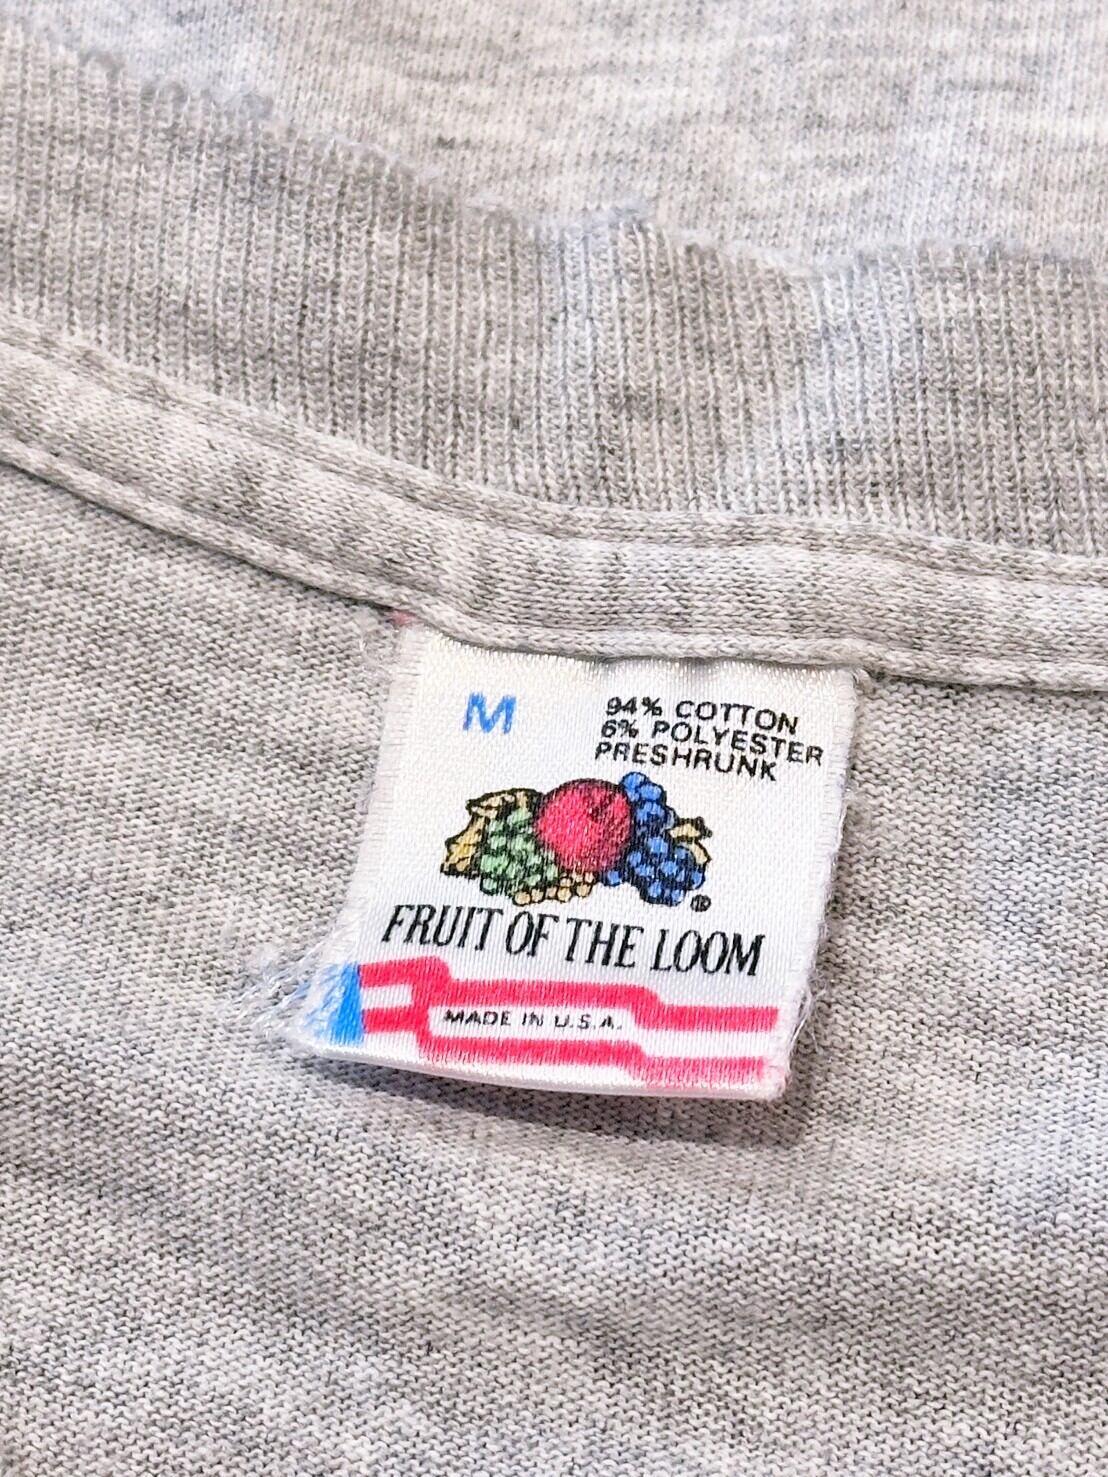 M
94% COTTON
6% POLYESTER
PRESHRUNK
®
FRUIT OF THE LOOM
MADE IN U.S.A.